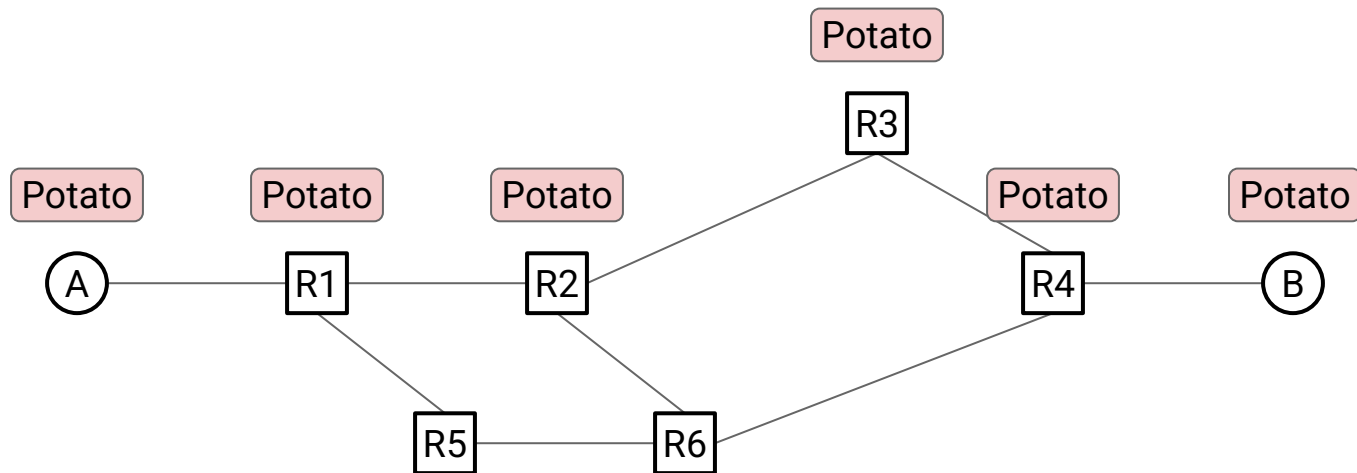 Potato
R3
Potato Potato Potato Potato Potato
A R1 R2 R4 B
R5 R6